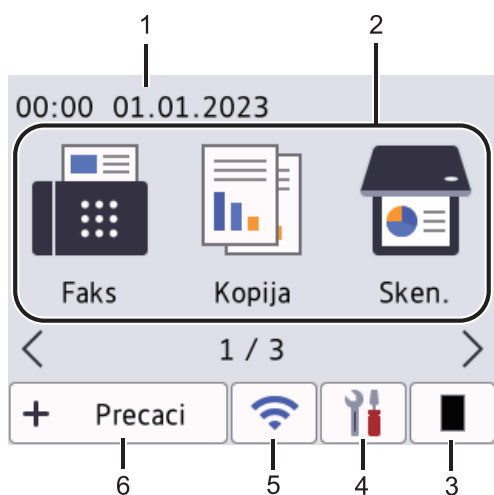 1 2
00:00 01.01.2023
Faks Kopija Sken.
1 / 3
+ Precaci
6 5 4 3